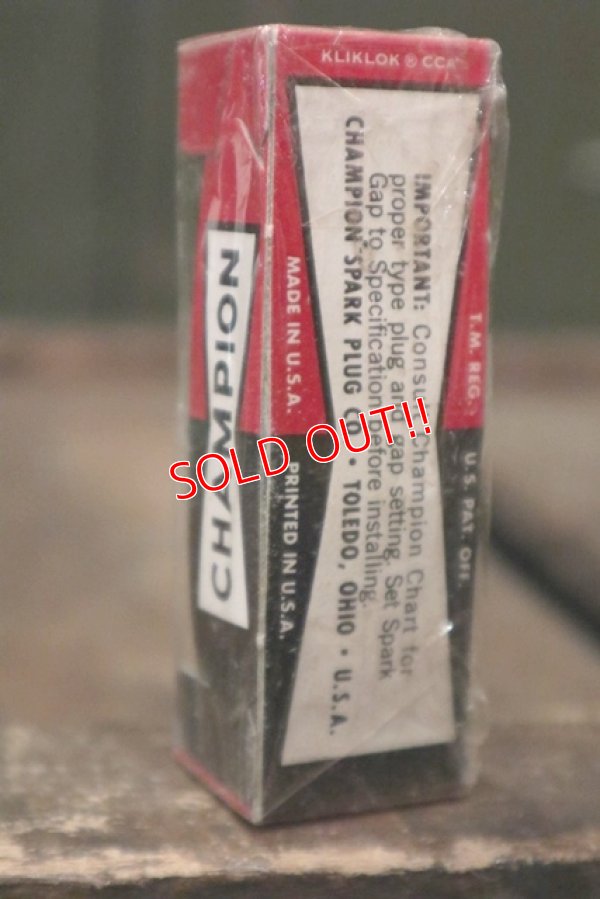 KLIKLOK ® CCA
CHAMPION
MADE IN U.S.A.
PRINTED IN U.S.A.
T.M. REG.
U.S. PAT. OFF.
IMPORTANT: Consult Champion Chart for
proper type plug and gap setting. Set Spark
Gap to Specification before installing.
CHAMPION SPARK PLUG CO. • TOLEDO, OHIO • U.S.A.
SOLD OUT!!